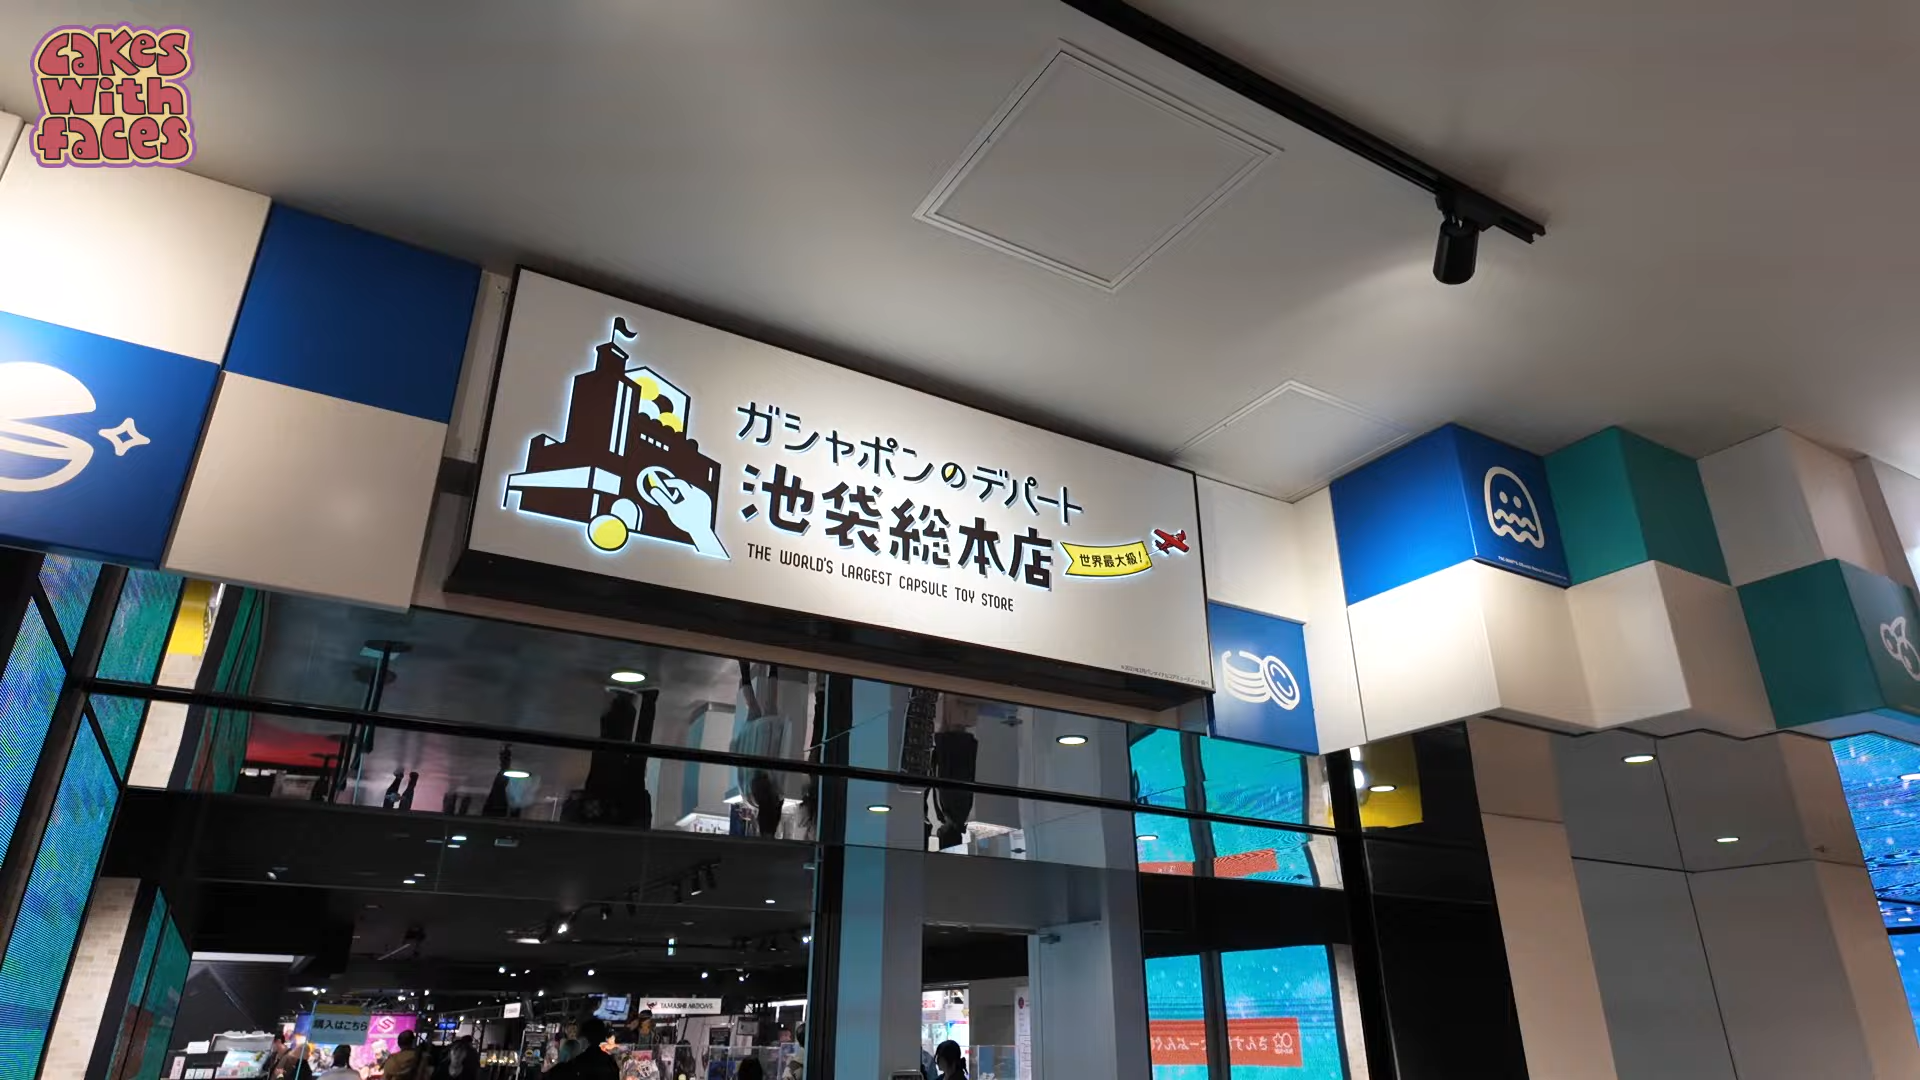 cakes
with
faces
ガシャポンのデパート
池袋総本店
世界最大級!
THE WORLD'S LARGEST CAPSULE TOY STORE
TAMASHII NATIONS
購入はこちら